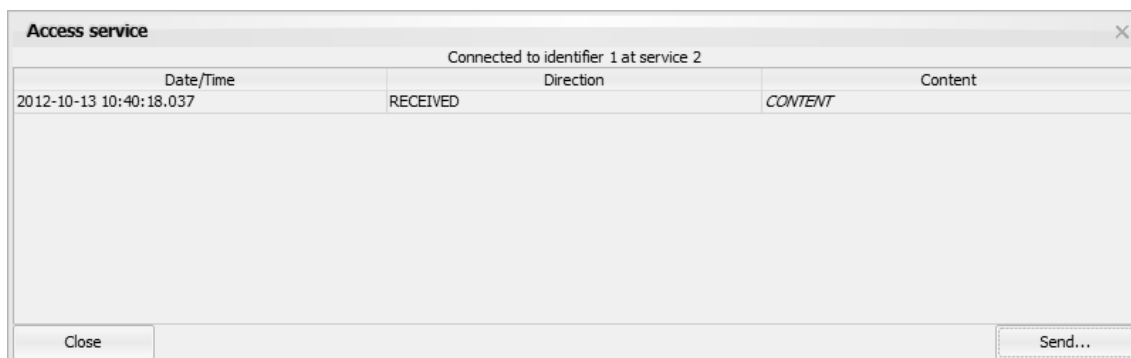 Access service
Connected to identifier 1 at service 2
Date/Time Direction Content
2012-10-13 10:40:18.037 RECEIVED CONTENT
Close Send...